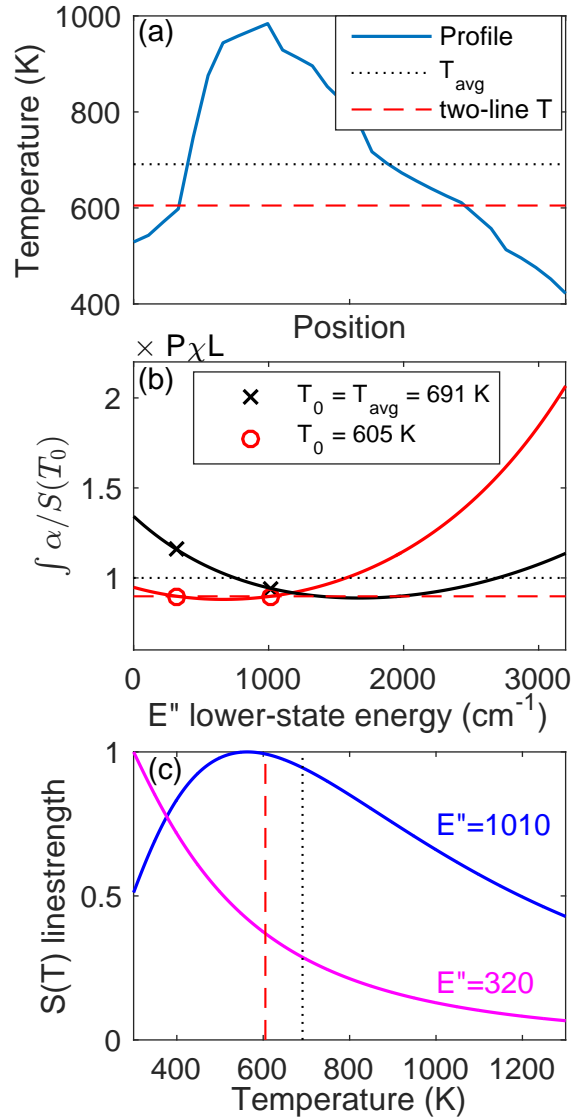 (a)
Profile
T_avg
two-line T
1000
800
600
400
Temperature (K)
Position
× PχL
(b)
T_0 = T_avg = 691 K
T_0 = 605 K
2
1.5
1
∫ α/S(T_0)
0 1000 2000 3000
E" lower-state energy (cm^-1)
(c)
E"=1010
E"=320
1
0.5
0
S(T) linestrength
400 600 800 1000 1200
Temperature (K)